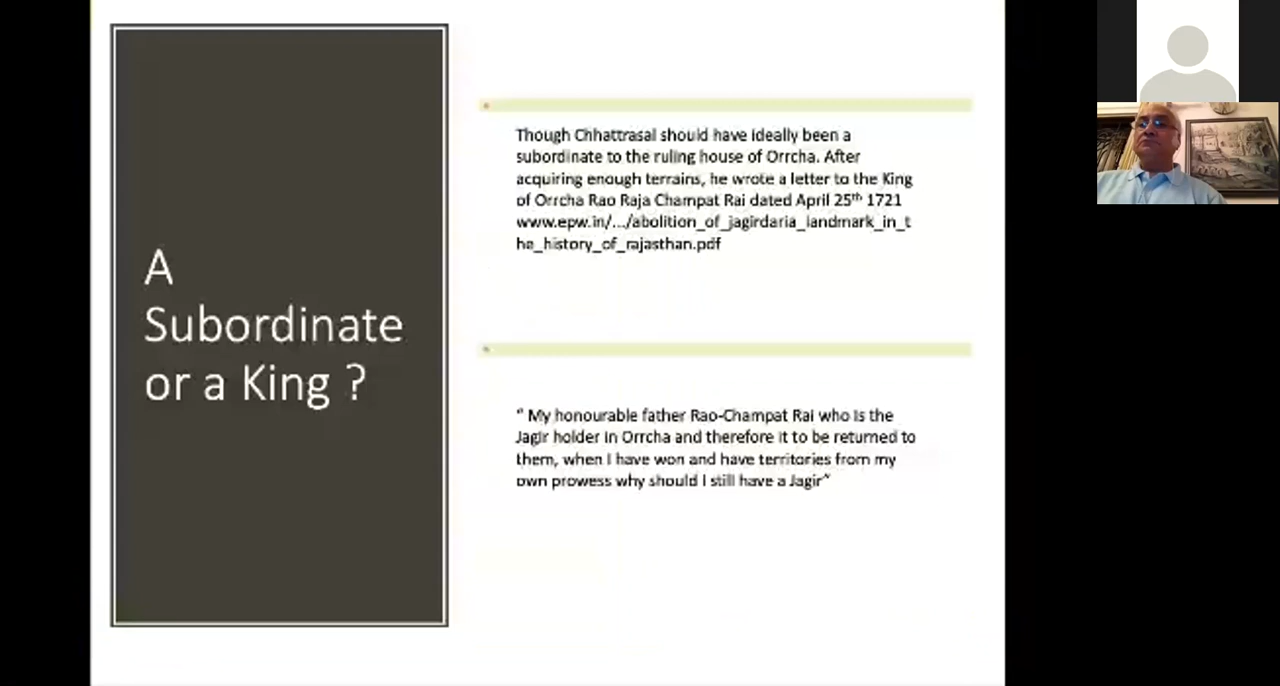 A
Subordinate
or a King ?
Though Chhattrasal should have ideally been a
subordinate to the ruling house of Orrcha. After
acquiring enough terrains, he wrote a letter to the King
of Orrcha Rao Raja Champat Rai dated April 25th 1721
www.epw.in/.../abolition_of_jagirdaria_landmark_in_t
he_history_of_rajasthan.pdf
“ My honourable father Rao-Champat Rai who is the
Jagir holder in Orrcha and therefore it to be returned to
them, when I have won and have territories from my
own prowess why should I still have a Jagir”